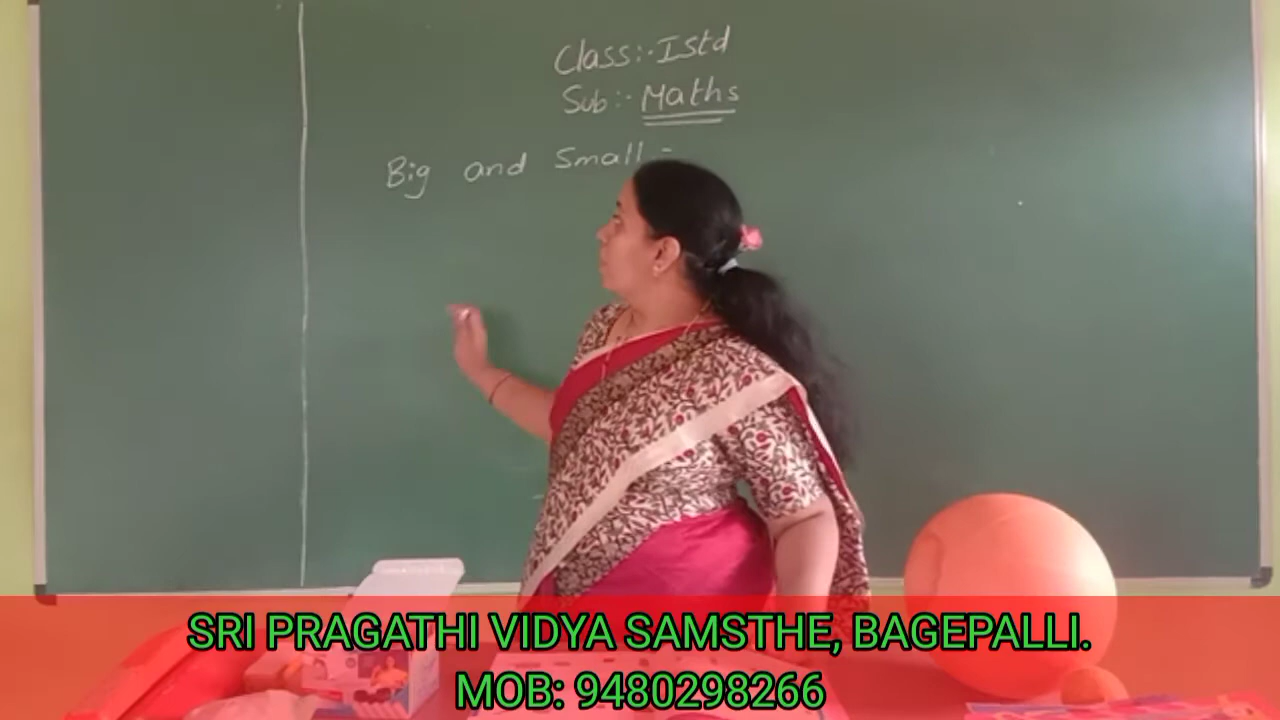 Class:- Istd
Sub:- Maths
Big and Small -
SRI PRAGATHI VIDYA SAMSTHE, BAGEPALLI.
MOB: 9480298266